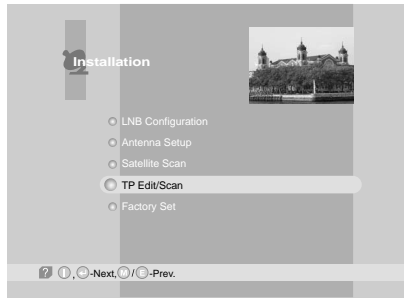 Installation
LNB Configuration
Antenna Setup
Satellite Scan
TP Edit/Scan
Factory Set
, -Next, M / E -Prev.